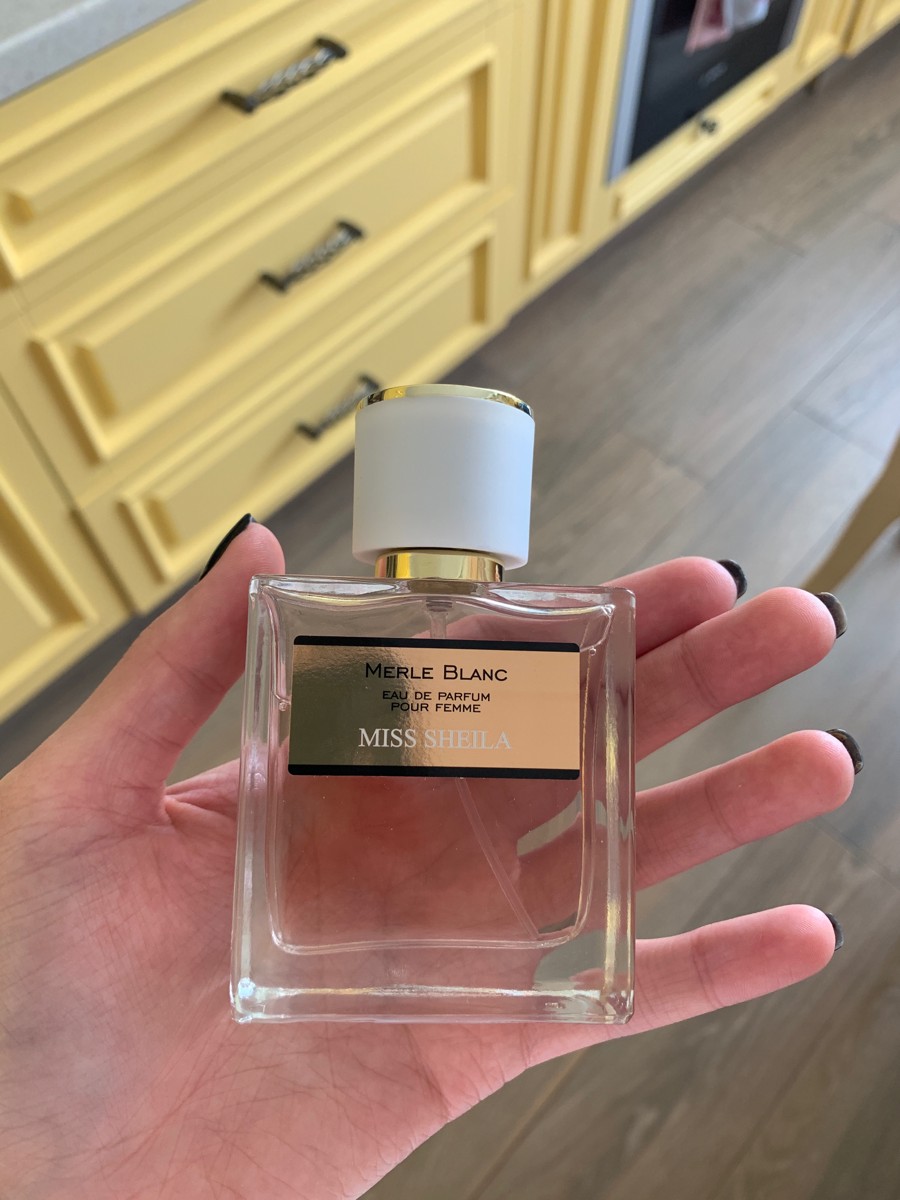 MERLE BLANC
EAU DE PARFUM
POUR FEMME
MISS SHEILA